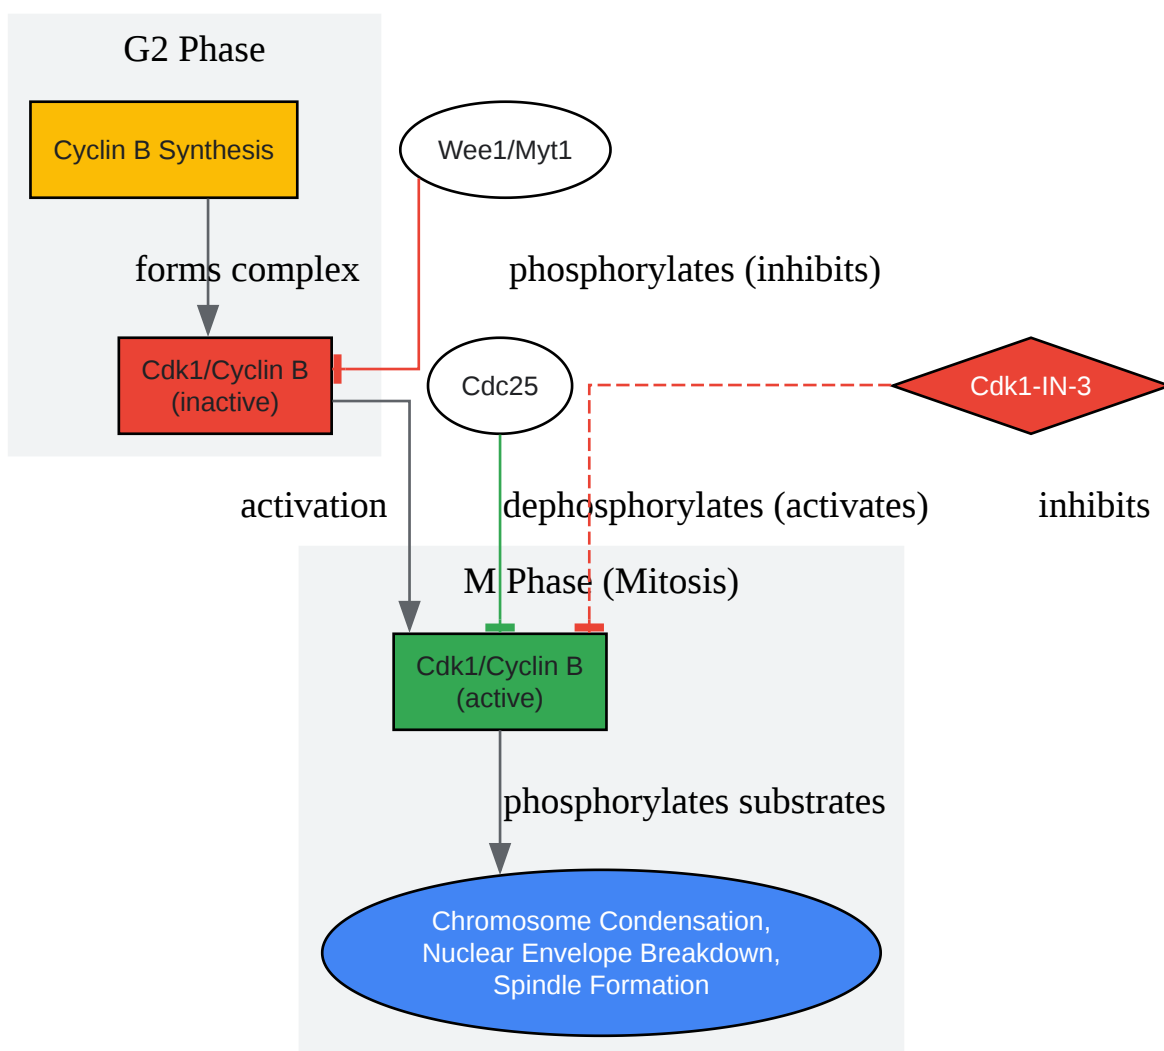 G2 Phase
Cyclin B Synthesis
Wee1/Myt1
forms complex
phosphorylates (inhibits)
Cdk1/Cyclin B
(inactive)
Cdc25
Cdk1-IN-3
activation
dephosphorylates (activates)
inhibits
M Phase (Mitosis)
Cdk1/Cyclin B
(active)
phosphorylates substrates
Chromosome Condensation,
Nuclear Envelope Breakdown,
Spindle Formation